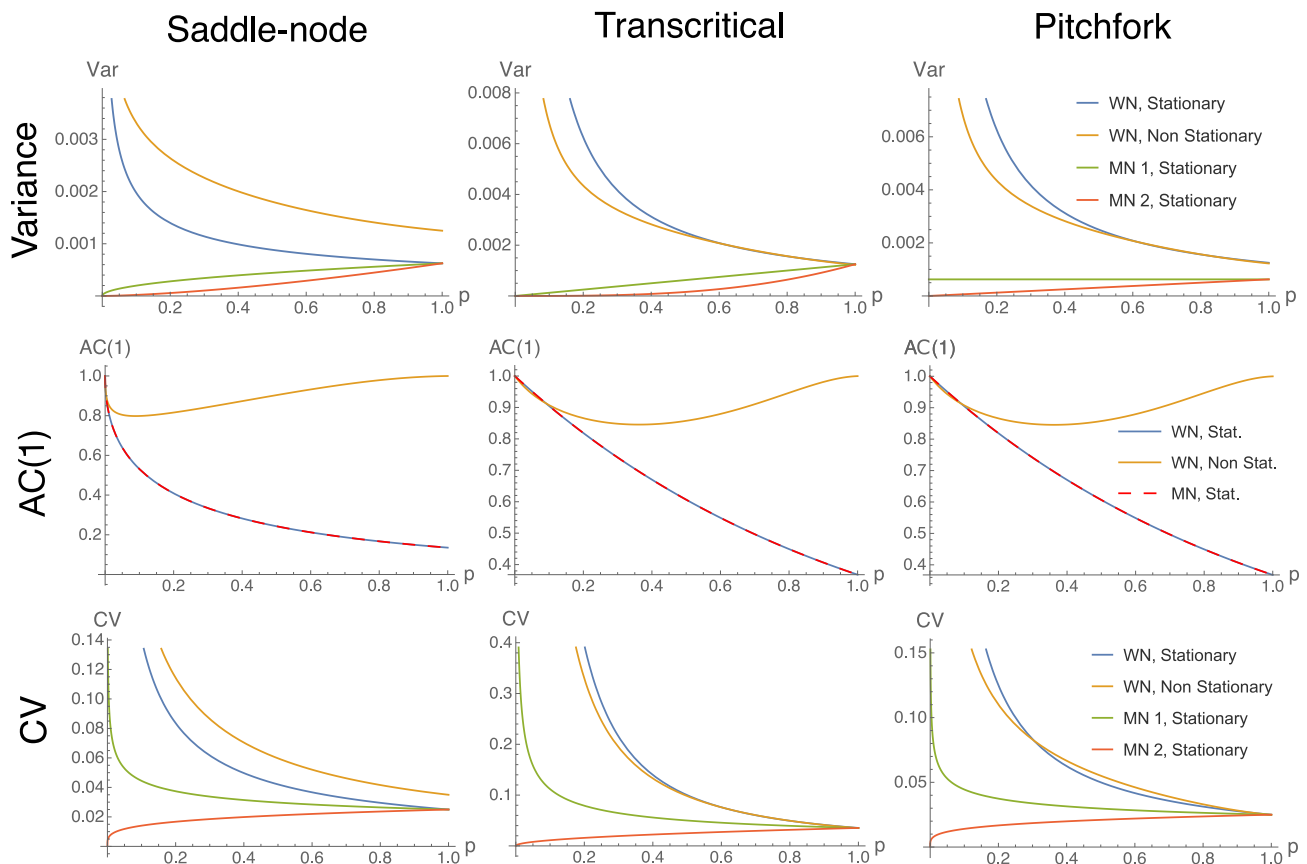 Saddle-node Transcritical Pitchfork
Variance
Var
0.003
0.002
0.001
0.2 0.4 0.6 0.8 1.0 p
Var
0.008
0.006
0.004
0.002
0.000
0.2 0.4 0.6 0.8 1.0 p
Var
0.006
0.004
0.002
0.2 0.4 0.6 0.8 1.0 p
WN, Stationary
WN, Non Stationary
MN 1, Stationary
MN 2, Stationary
AC(1)
AC(1)
1.0
0.8
0.6
0.4
0.2
0.2 0.4 0.6 0.8 1.0 p
AC(1)
1.0
0.9
0.8
0.7
0.6
0.5
0.4
0.2 0.4 0.6 0.8 1.0 p
AC(1)
1.0
0.9
0.8
0.7
0.6
0.5
0.4
0.2 0.4 0.6 0.8 1.0 p
WN, Stat.
WN, Non Stat.
MN, Stat.
CV
CV
0.14
0.12
0.10
0.08
0.06
0.04
0.02
0.2 0.4 0.6 0.8 1.0 p
CV
0.4
0.3
0.2
0.1
0.2 0.4 0.6 0.8 1.0 p
CV
0.15
0.10
0.05
0.00
0.2 0.4 0.6 0.8 1.0 p
WN, Stationary
WN, Non Stationary
MN 1, Stationary
MN 2, Stationary